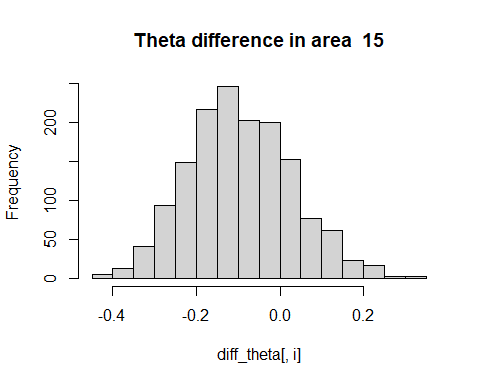 Theta difference in area  15
Frequency
200
100
50
0
-0.4
-0.2
0.0
0.2
diff_theta[, i]